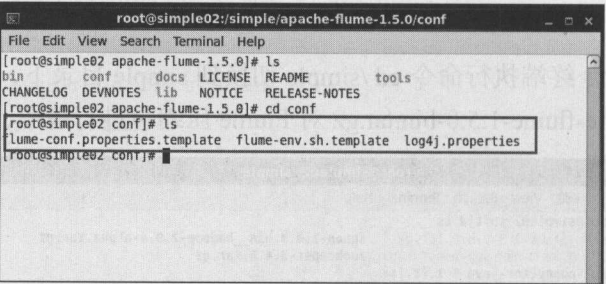 root@simple02:/simple/apache-flume-1.5.0/conf
File Edit View Search Terminal Help
[root@simple02 apache-flume-1.5.0]# ls
bin conf docs LICENSE README tools
CHANGELOG DEVNOTES lib NOTICE RELEASE-NOTES
[root@simple02 apache-flume-1.5.0]# cd conf
[root@simple02 conf]# ls
flume-conf.properties.template flume-env.sh.template log4j.properties
[root@simple02 conf]#